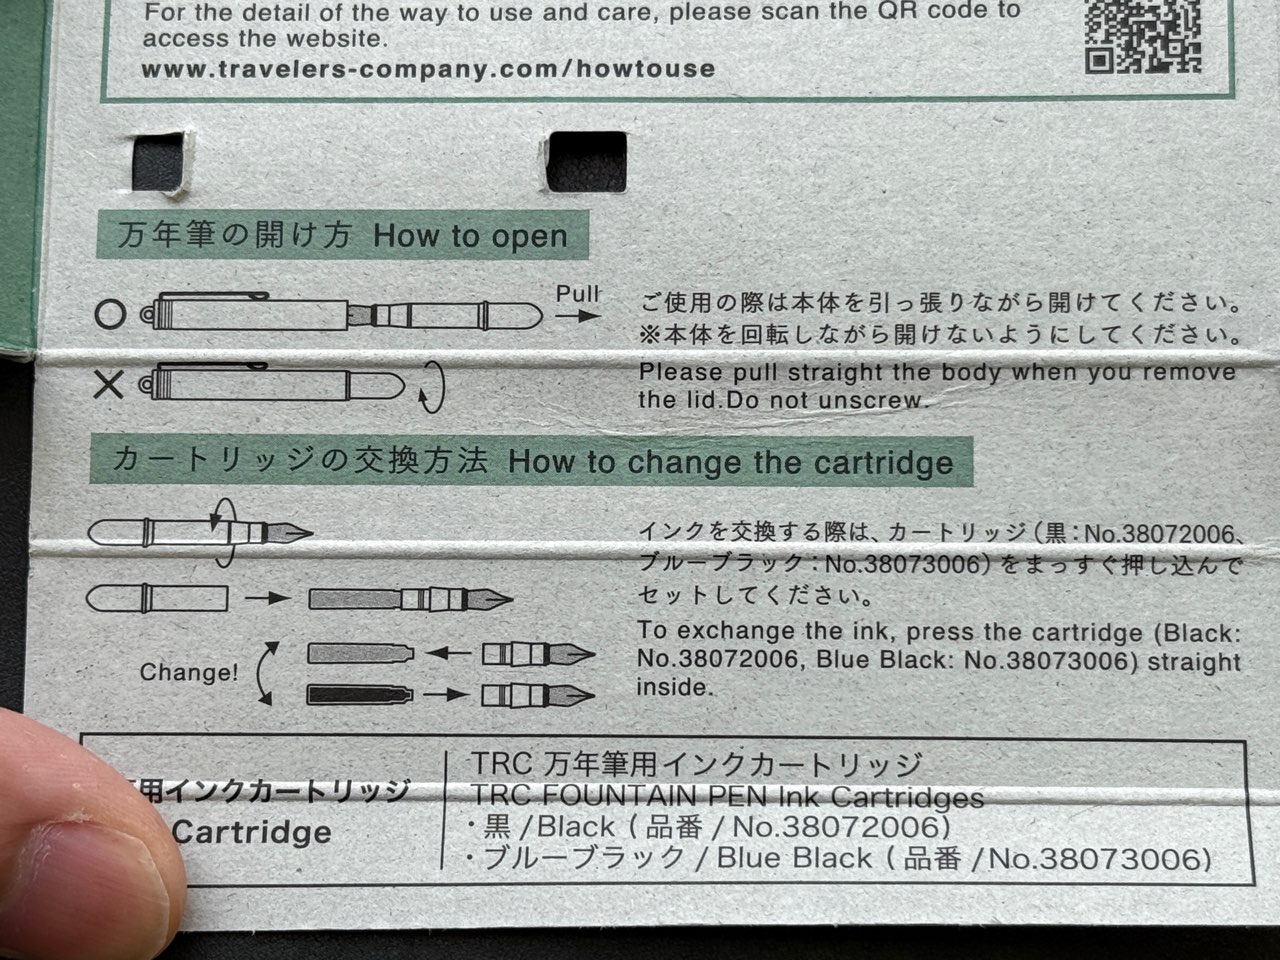 For the detail of the way to use and care, please scan the QR code to
access the website.
www.travelers-company.com/howtouse
万年筆の開け方 How to open
Pull
ご使用の際は本体を引っ張りながら開けてください。
※本体を回転しながら開けないようにしてください。
Please pull straight the body when you remove
the lid.Do not unscrew.
カートリッジの交換方法 How to change the cartridge
インクを交換する際は、カートリッジ(黒:No.38072006、
ブルーブラック:No.38073006)をまっすぐ押し込んで
セットしてください。
To exchange the ink, press the cartridge (Black:
No.38072006, Blue Black: No.38073006) straight
inside.
Change!
用インクカートリッジ
Cartridge
TRC 万年筆用インクカートリッジ
TRC FOUNTAIN PEN Ink Cartridges
・黒 /Black ( 品番 /No.38072006)
・ブルーブラック /Blue Black ( 品番 /No.38073006)